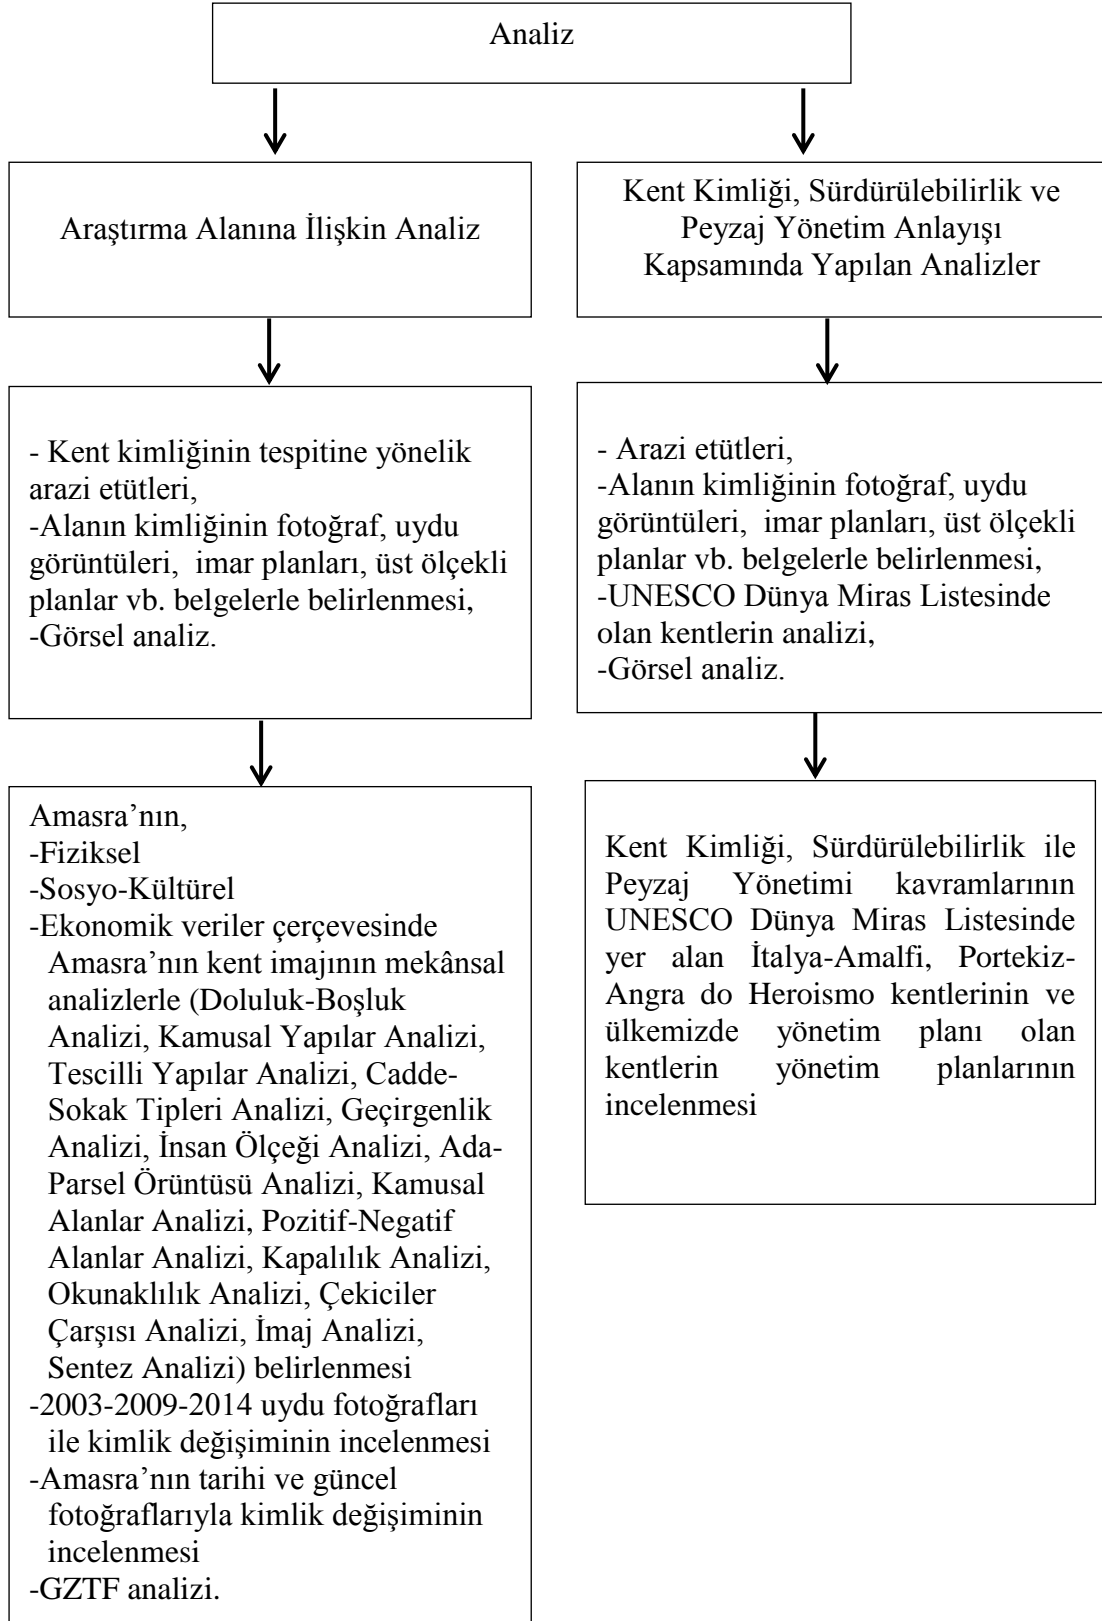 Analiz
Araştırma Alanına İlişkin Analiz
Kent Kimliği, Sürdürülebilirlik ve
Peyzaj Yönetim Anlayışı
Kapsamında Yapılan Analizler
- Kent kimliğinin tespitine yönelik
arazi etütleri,
-Alanın kimliğinin fotoğraf, uydu
görüntüleri, imar planları, üst ölçekli
planlar vb. belgelerle belirlenmesi,
-Görsel analiz.
- Arazi etütleri,
-Alanın kimliğinin fotoğraf, uydu
görüntüleri, imar planları, üst ölçekli
planlar vb. belgelerle belirlenmesi,
-UNESCO Dünya Miras Listesinde
olan kentlerin analizi,
-Görsel analiz.
Amasra’nın,
-Fiziksel
-Sosyo-Kültürel
-Ekonomik veriler çerçevesinde
Amasra’nın kent imajının mekânsal
analizlerle (Doluluk-Boşluk
Analizi, Kamusal Yapılar Analizi,
Tescilli Yapılar Analizi, Cadde-
Sokak Tipleri Analizi, Geçirgenlik
Analizi, İnsan Ölçeği Analizi, Ada-
Parsel Örüntüsü Analizi, Kamusal
Alanlar Analizi, Pozitif-Negatif
Alanlar Analizi, Kapalılık Analizi,
Okunaklılık Analizi, Çekiciler
Çarşısı Analizi, İmaj Analizi,
Sentez Analizi) belirlenmesi
-2003-2009-2014 uydu fotoğrafları
ile kimlik değişiminin incelenmesi
-Amasra’nın tarihi ve güncel
fotoğraflarıyla kimlik değişiminin
incelenmesi
-GZTF analizi.
Kent Kimliği, Sürdürülebilirlik ile
Peyzaj Yönetimi kavramlarının
UNESCO Dünya Miras Listesinde
yer alan İtalya-Amalfi, Portekiz-
Angra do Heroismo kentlerinin ve
ülkemizde yönetim planı olan
kentlerin yönetim planlarının
incelenmesi